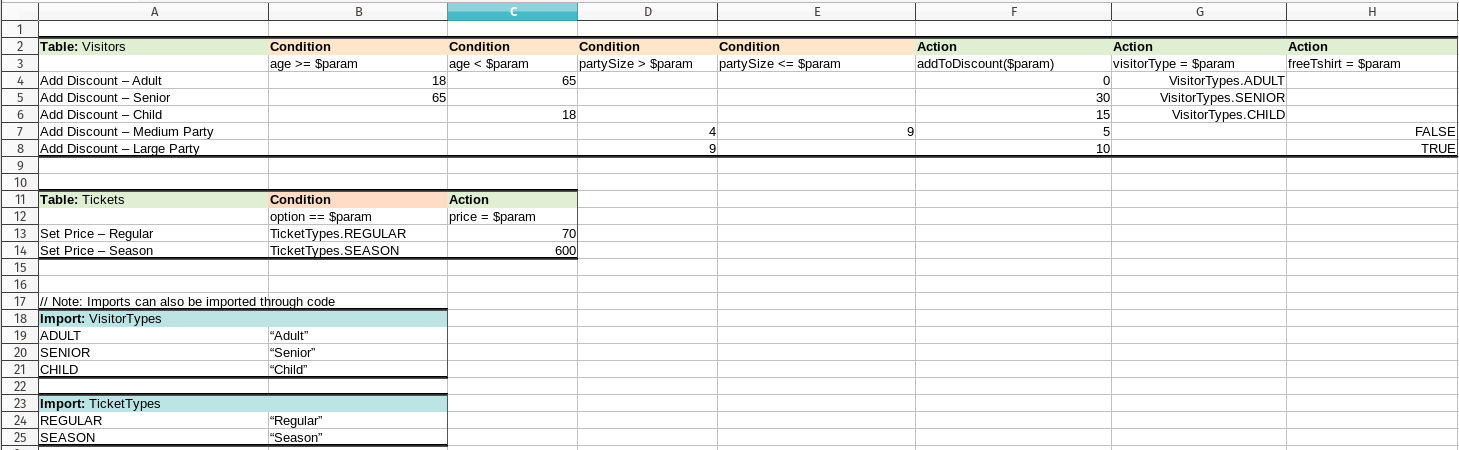 A B C D E F G H
1
2 Table: Visitors Condition Condition Condition Condition Action Action Action
3 age >= $param age < $param partySize > $param partySize <= $param addToDiscount($param) visitorType = $param freeTshirt = $param
4 Add Discount – Adult 18 65 0 VisitorTypes.ADULT
5 Add Discount – Senior 65 30 VisitorTypes.SENIOR
6 Add Discount – Child 18 15 VisitorTypes.CHILD
7 Add Discount – Medium Party 4 9 5 FALSE
8 Add Discount – Large Party 9 10 TRUE
9
10
11 Table: Tickets Condition Action
12 option == $param price = $param
13 Set Price – Regular TicketTypes.REGULAR 70
14 Set Price – Season TicketTypes.SEASON 600
15
16
17 // Note: Imports can also be imported through code
18 Import: VisitorTypes
19 ADULT “Adult”
20 SENIOR “Senior”
21 CHILD “Child”
22
23 Import: TicketTypes
24 REGULAR “Regular”
25 SEASON “Season”